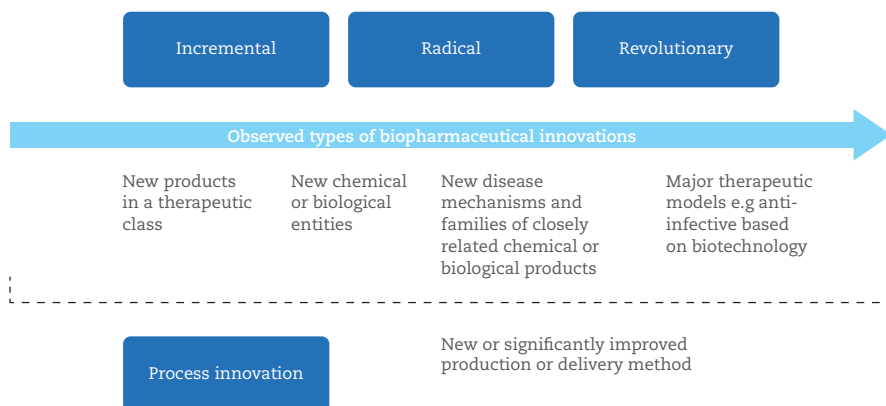 Incremental
Radical
Revolutionary
Observed types of biopharmaceutical innovations
New products
in a therapeutic
class
New chemical
or biological
entities
New disease
mechanisms and
families of closely
related chemical or
biological products
Major therapeutic
models e.g anti-
infective based
on biotechnology
Process innovation
New or significantly improved
production or delivery method